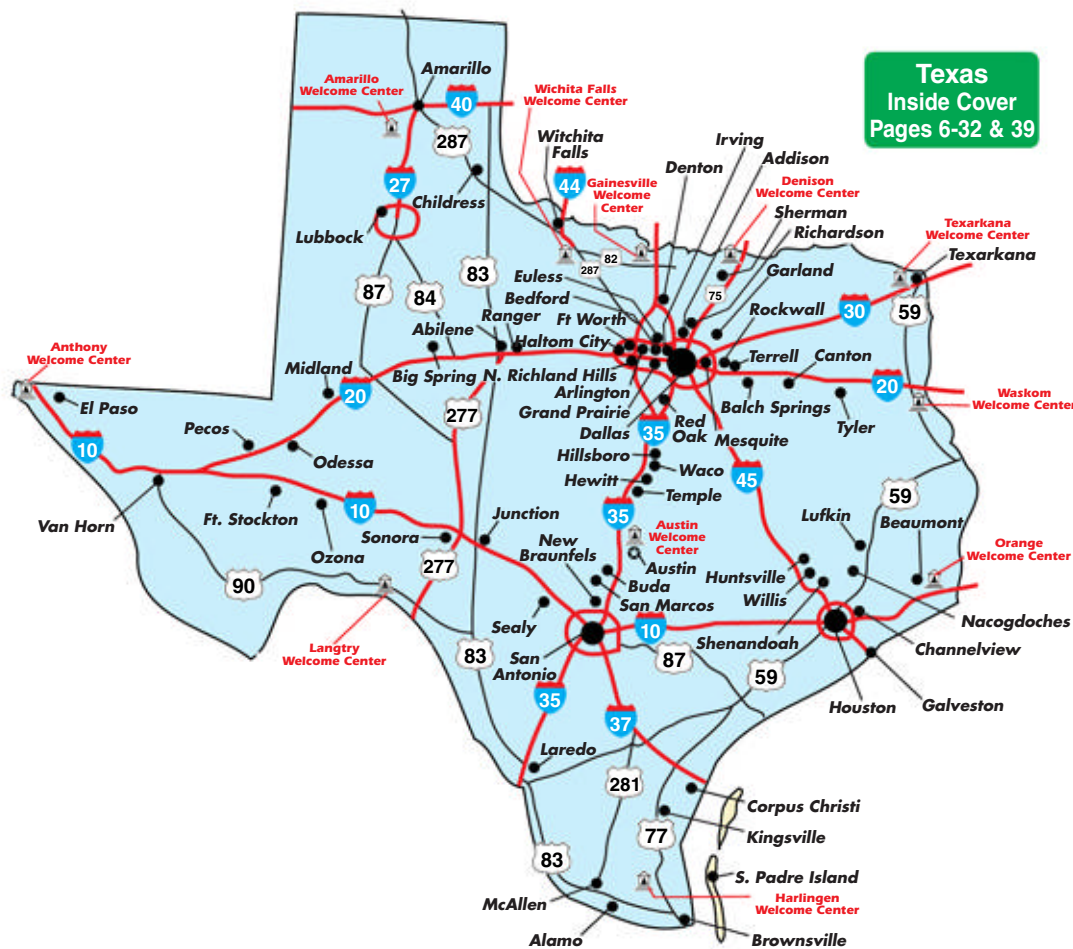 Texas
Inside Cover
Pages 6-32 & 39
Amarillo
Welcome Center
Amarillo
40
287
27
Childress
Lubbock
87
84
83
Wichita Falls
Welcome Center
Witchita
Falls
44
Gainesville
Welcome
Center
287
82
Denton
Irving
Addison
Denison
Welcome Center
Sherman
Richardson
75
Garland
Rockwall
Texarkana
Welcome Center
Texarkana
30
59
Euless
Bedford
Ft Worth
Haltom City
Ranger
Abilene
Big Spring
N. Richland Hills
Arlington
Grand Prairie
Dallas
Terrell
Canton
20
Waskom
Welcome Center
Balch Springs
Tyler
Red
Oak
Mesquite
35
Hillsboro
Waco
Hewitt
Temple
45
Anthony
Welcome Center
El Paso
10
Midland
20
Pecos
Odessa
277
Van Horn
Ft. Stockton
10
Ozona
Sonora
Junction
277
90
Langtry
Welcome Center
35
Austin
Welcome
Center
Austin
New
Braunfels
Buda
San Marcos
Sealy
San
Antonio
10
59
Lufkin
Beaumont
Orange
Welcome Center
Huntsville
Willis
Shenandoah
Nacogdoches
Channelview
Galveston
Houston
83
87
59
35
37
Laredo
281
Corpus Christi
77
Kingsville
83
S. Padre Island
McAllen
Harlingen
Welcome Center
Alamo
Brownsville